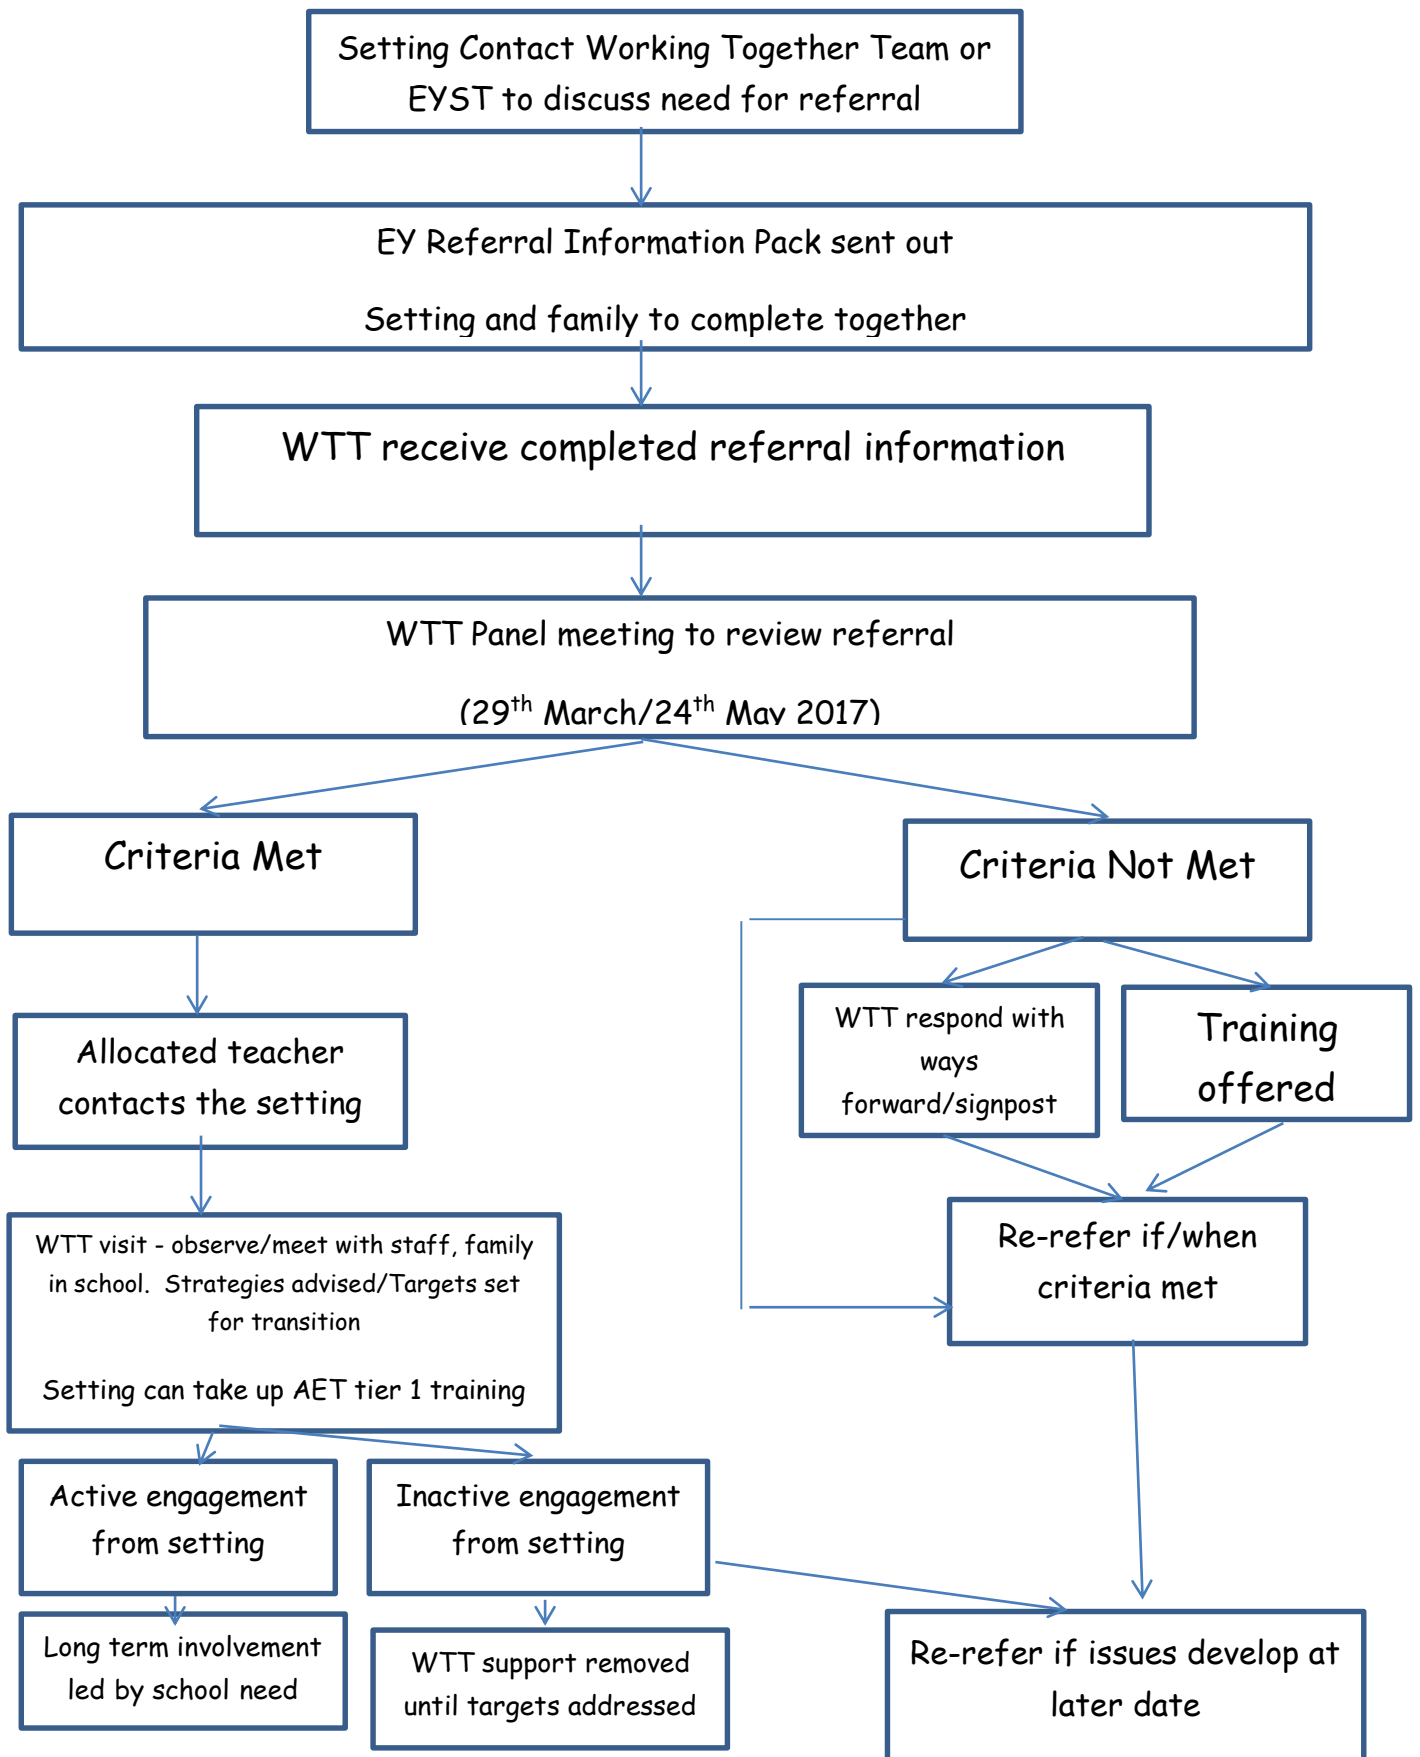 Setting Contact Working Together Team or
EYST to discuss need for referral
EY Referral Information Pack sent out
Setting and family to complete together
WTT receive completed referral information
WTT Panel meeting to review referral
(29th March/24th May 2017)
Criteria Met
Criteria Not Met
Allocated teacher
contacts the setting
WTT respond with
ways
forward/signpost
Training
offered
WTT visit - observe/meet with staff, family
in school. Strategies advised/Targets set
for transition
Setting can take up AET tier 1 training
Re-refer if/when
criteria met
Active engagement
from setting
Inactive engagement
from setting
Long term involvement
led by school need
WTT support removed
until targets addressed
Re-refer if issues develop at
later date